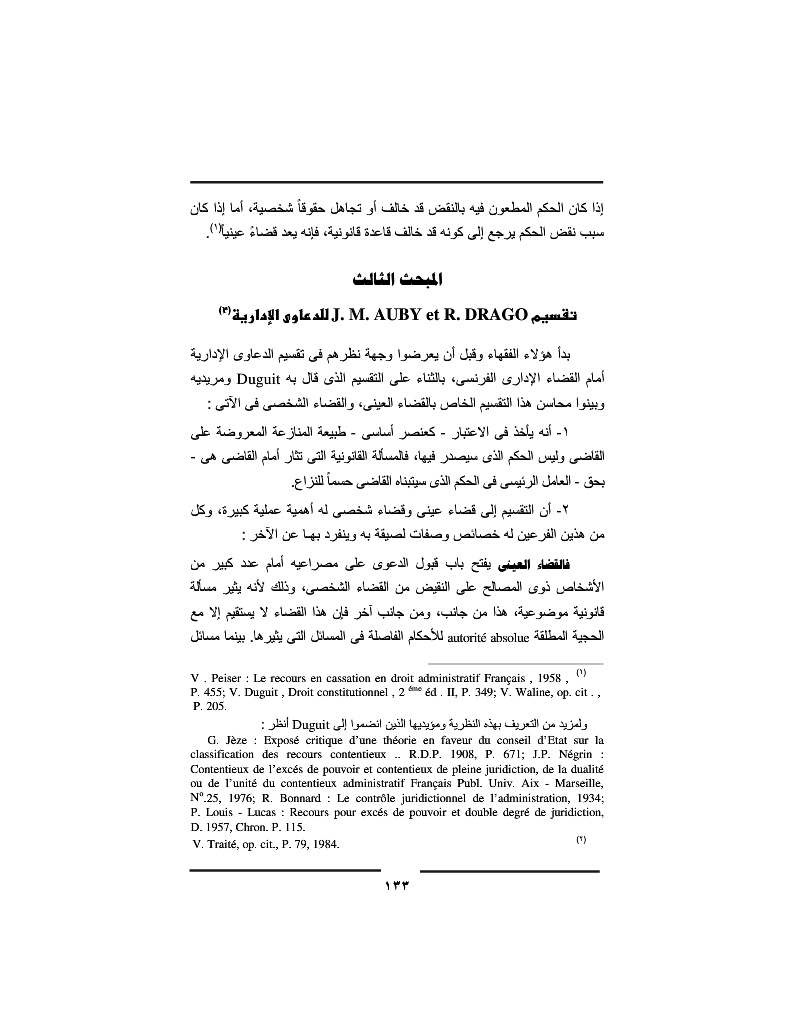 إذا كان الحكم المطعون فيه بالنقض قد خالف أو تجاهل حقوقاً شخصية، أما إذا كان
سبب نقض الحكم يرجع إلى كونه قد خالف قاعدة قانونية، فإنه يعد قضاءً عينياً(١).
المبحث الثالث
تقسيم J. M. AUBY et R. DRAGO للدعاوى الإدارية(٢)
بدأ هؤلاء الفقهاء وقبل أن يعرضوا وجهة نظرهم فى تقسيم الدعاوى الإدارية
أمام القضاء الإدارى الفرنسى، بالثناء على التقسيم الذى قال به Duguit ومريديه
وبينوا محاسن هذا التقسيم الخاص بالقضاء العينى، والقضاء الشخصى فى الآتى :
١- أنه يأخذ فى الاعتبار - كعنصر أساسى - طبيعة المنازعة المعروضة على
القاضى وليس الحكم الذى سيصدر فيها، فالمسألة القانونية التى تثار أمام القاضى هى -
بحق - العامل الرئيسى فى الحكم الذى سيتبناه القاضى حسماً للنزاع.
٢- أن التقسيم إلى قضاء عينى وقضاء شخصى له أهمية عملية كبيرة، وكل
من هذين الفرعين له خصائص وصفات لصيقة به وينفرد بهـا عن الآخر :
فالقضاء العينى يفتح باب قبول الدعوى على مصراعيه أمام عدد كبير من
الأشخاص ذوى المصالح على النقيض من القضاء الشخصى، وذلك لأنه يثير مسألة
قانونية موضوعية، هذا من جانب، ومن جانب آخر فإن هذا القضاء لا يستقيم إلا مع
الحجية المطلقة autorité absolue للأحكام الفاصلة فى المسائل التى يثيرها. بينما مسائل
(١) V . Peiser : Le recours en cassation en droit administratif Français , 1958 ,
P. 455; V. Duguit , Droit constitutionnel , 2 éme éd . II, P. 349; V. Waline, op. cit . ,
P. 205.
ولمزيد من التعريف بهذه النظرية ومؤيديها الذين انضموا إلى Duguit أنظر :
G. Jèze : Exposé critique d’une théorie en faveur du conseil d’Etat sur la
classification des recours contentieux .. R.D.P. 1908, P. 671; J.P. Négrin :
Contentieux de l’excés de pouvoir et contentieux de pleine juridiction, de la dualité
ou de l’unité du contentieux administratif Français Publ. Univ. Aix - Marseille,
No.25, 1976; R. Bonnard : Le contrôle juridictionnel de l’administration, 1934;
P. Louis - Lucas : Recours pour excés de pouvoir et double degré de juridiction,
D. 1957, Chron. P. 115.
(٢) V. Traité, op. cit., P. 79, 1984.
١٣٣